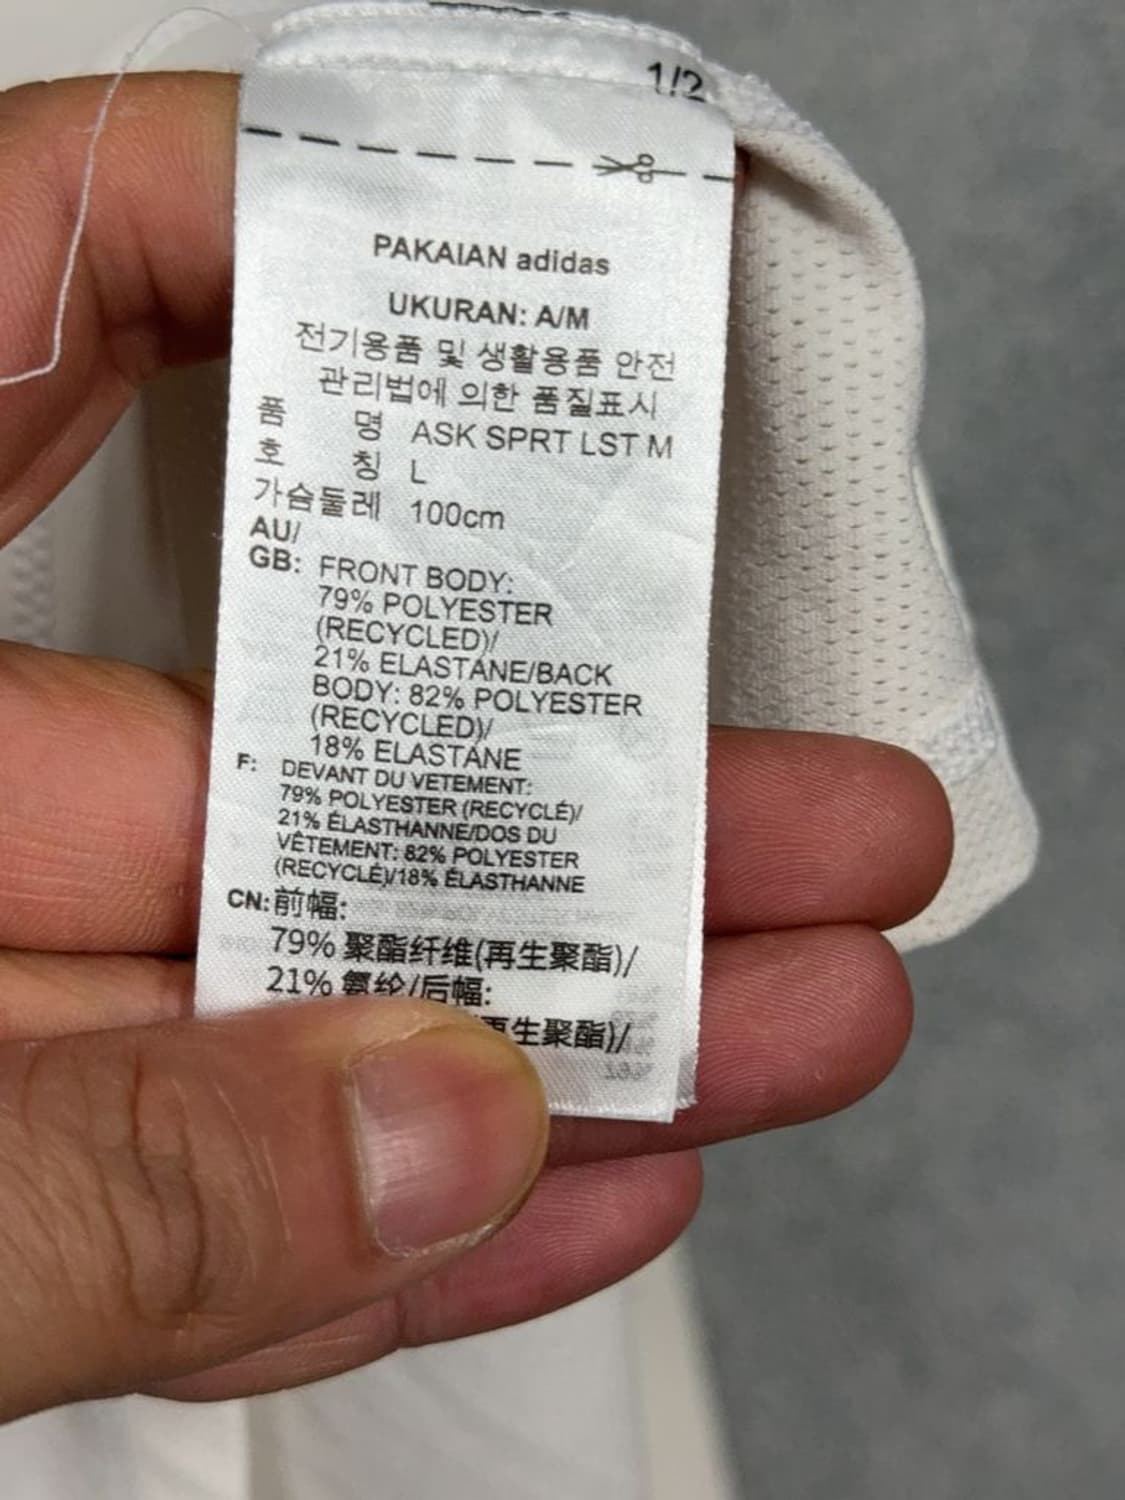 1/2
PAKAIAN adidas
UKURAN: A/M
전기용품 및 생활용품 안전
관리법에 의한 품질표시
품 명 ASK SPRT LST M
호 칭 L
가슴둘레 100cm
AU/
GB: FRONT BODY:
79% POLYESTER
(RECYCLED)/
21% ELASTANE/BACK
BODY: 82% POLYESTER
(RECYCLED)/
18% ELASTANE
F: DEVANT DU VETEMENT:
79% POLYESTER (RECYCLÉ)/
21% ÉLASTHANNE/DOS DU
VÊTEMENT: 82% POLYESTER
(RECYCLÉ)/18% ÉLASTHANNE
CN: 前幅:
79% 聚酯纤维(再生聚酯)/
21% 氨纶/后幅:
再生聚酯)/